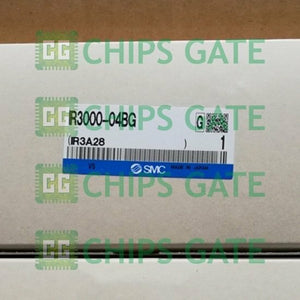 CHIPS GATE
IR3000-04BG
G
(IR3A28 ) 1
SMC MADE IN JAPAN
CHIPS GATE
CHIPS GATE